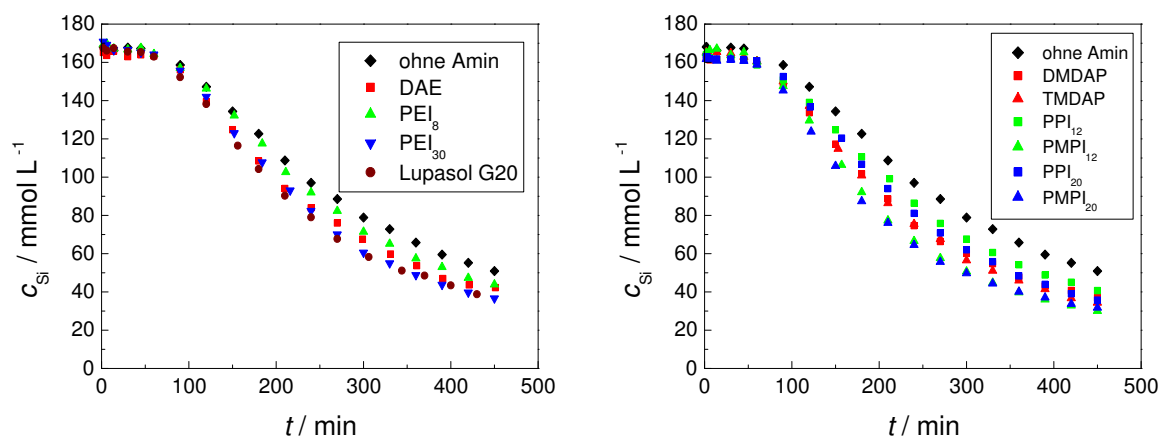 180
160
140
120
100
80
60
40
20
0
c_Si / mmol L⁻¹
0 100 200 300 400 500
t / min
ohne Amin
DAE
PEI₈
PEI₃₀
Lupasol G20
180
160
140
120
100
80
60
40
20
0
c_Si / mmol L⁻¹
0 100 200 300 400 500
t / min
ohne Amin
DMDAP
TMDAP
PPI₁₂
PMPI₁₂
PPI₂₀
PMPI₂₀